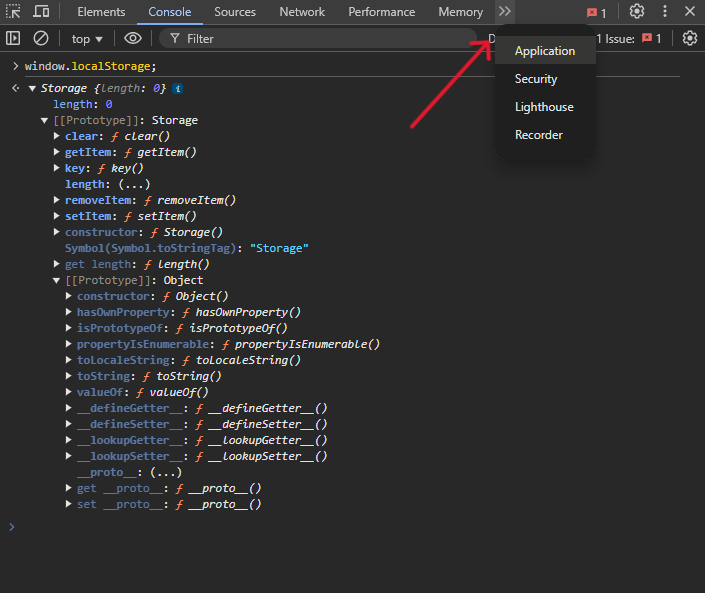 Elements Console Sources Network Performance Memory 1
top Filter D 1 Issue: 1
Application
Security
Lighthouse
Recorder
> window.localStorage;
Storage {length: 0} i
length: 0
[[Prototype]]: Storage
clear: ƒ clear()
getItem: ƒ getItem()
key: ƒ key()
length: (...)
removeItem: ƒ removeItem()
setItem: ƒ setItem()
constructor: ƒ Storage()
Symbol(Symbol.toStringTag): "Storage"
get length: ƒ length()
[[Prototype]]: Object
constructor: ƒ Object()
hasOwnProperty: ƒ hasOwnProperty()
isPrototypeOf: ƒ isPrototypeOf()
propertyIsEnumerable: ƒ propertyIsEnumerable()
toLocaleString: ƒ toLocaleString()
toString: ƒ toString()
valueOf: ƒ valueOf()
__defineGetter__: ƒ __defineGetter__()
__defineSetter__: ƒ __defineSetter__()
__lookupGetter__: ƒ __lookupGetter__()
__lookupSetter__: ƒ __lookupSetter__()
__proto__: (...)
get __proto__: ƒ __proto__()
set __proto__: ƒ __proto__()